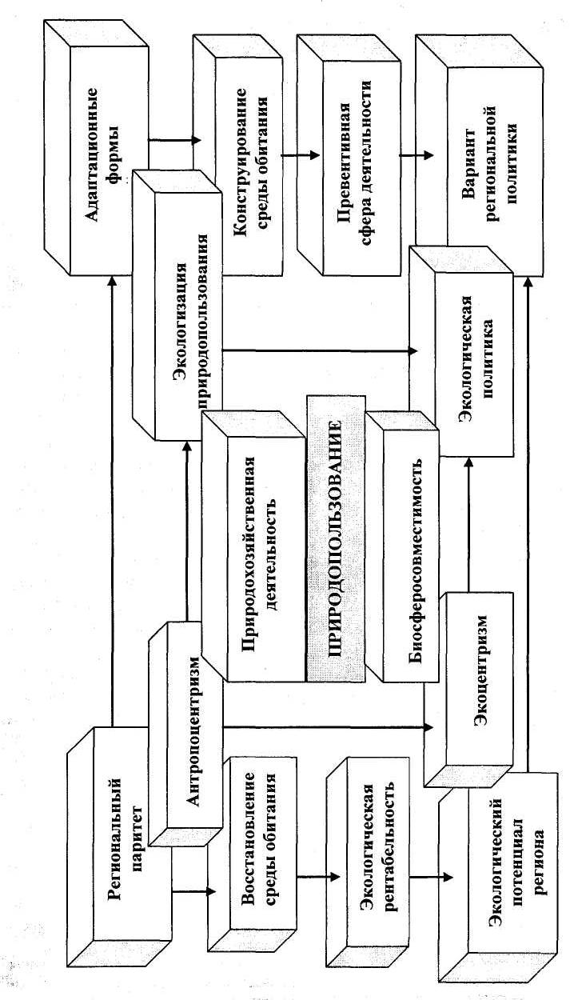 Региональный
паритет
Адаптационные
формы
Антропоцентризм
Экологизация
природопользования
Восстановление
среды обитания
Природохозяйственная
деятельность
Конструирование
среды обитания
ПРИРОДОПОЛЬЗОВАНИЕ
Экологическая
рентабельность
Превентивная
сфера деятельности
Биосферосовместимость
Экоцентризм
Экологическая
политика
Экологический
потенциал
региона
Вариант
региональной
политики